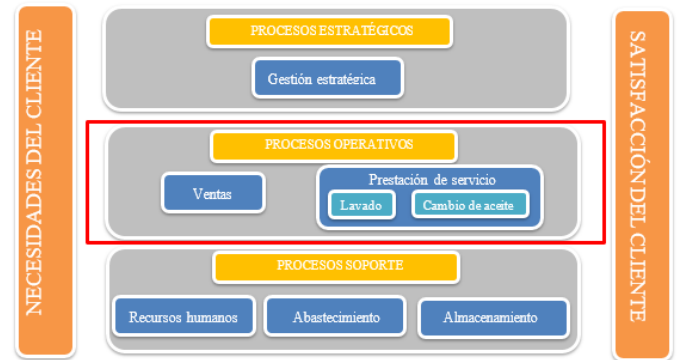 NECESIDADES DEL CLIENTE
PROCESOS ESTRATÉGICOS
Gestión estratégica
PROCESOS OPERATIVOS
Ventas
Prestación de servicio
Lavado
Cambio de aceite
PROCESOS SOPORTE
Recursos humanos
Abastecimiento
Almacenamiento
SATISFACCIÓN DEL CLIENTE